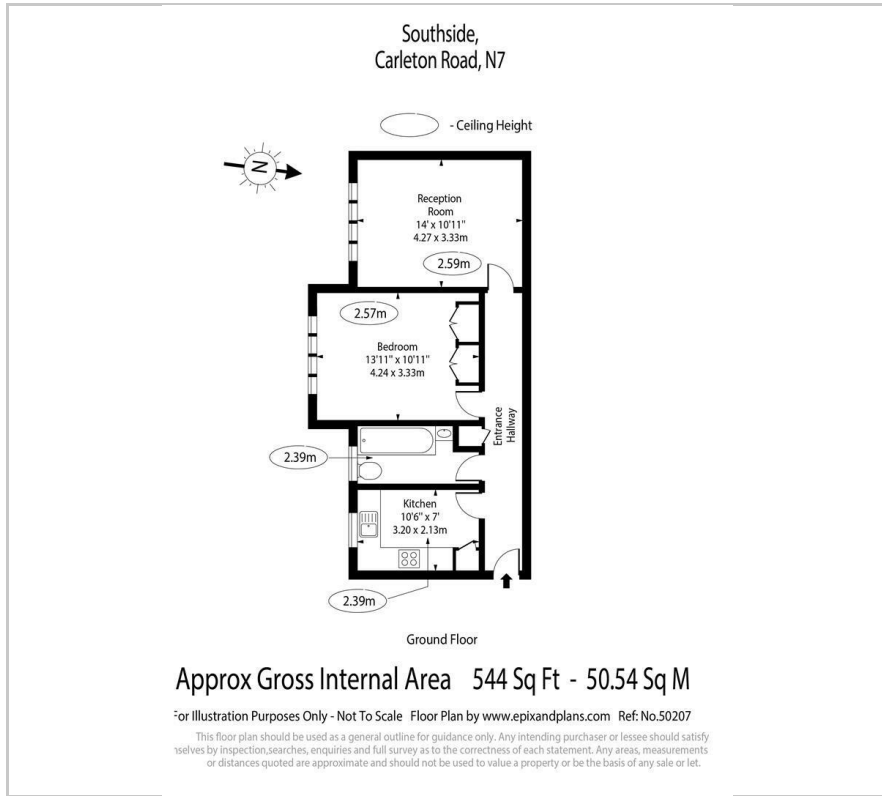 Southside,
Carleton Road, N7
- Ceiling Height
N
Reception
Room
14' x 10'11"
4.27 x 3.33m
2.59m
2.57m
Bedroom
13'11" x 10'11"
4.24 x 3.33m
Entrance
Hallway
2.39m
Kitchen
10'6" x 7'
3.20 x 2.13m
2.39m
Ground Floor
Approx Gross Internal Area 544 Sq Ft - 50.54 Sq M
For Illustration Purposes Only - Not To Scale Floor Plan by www.epixandplans.com Ref: No.50207
This floor plan should be used as a general outline for guidance only. Any intending purchaser or lessee should satisfy
nselves by inspection,searches, enquiries and full survey as to the correctness of each statement. Any areas, measurements
or distances quoted are approximate and should not be used to value a property or be the basis of any sale or let.